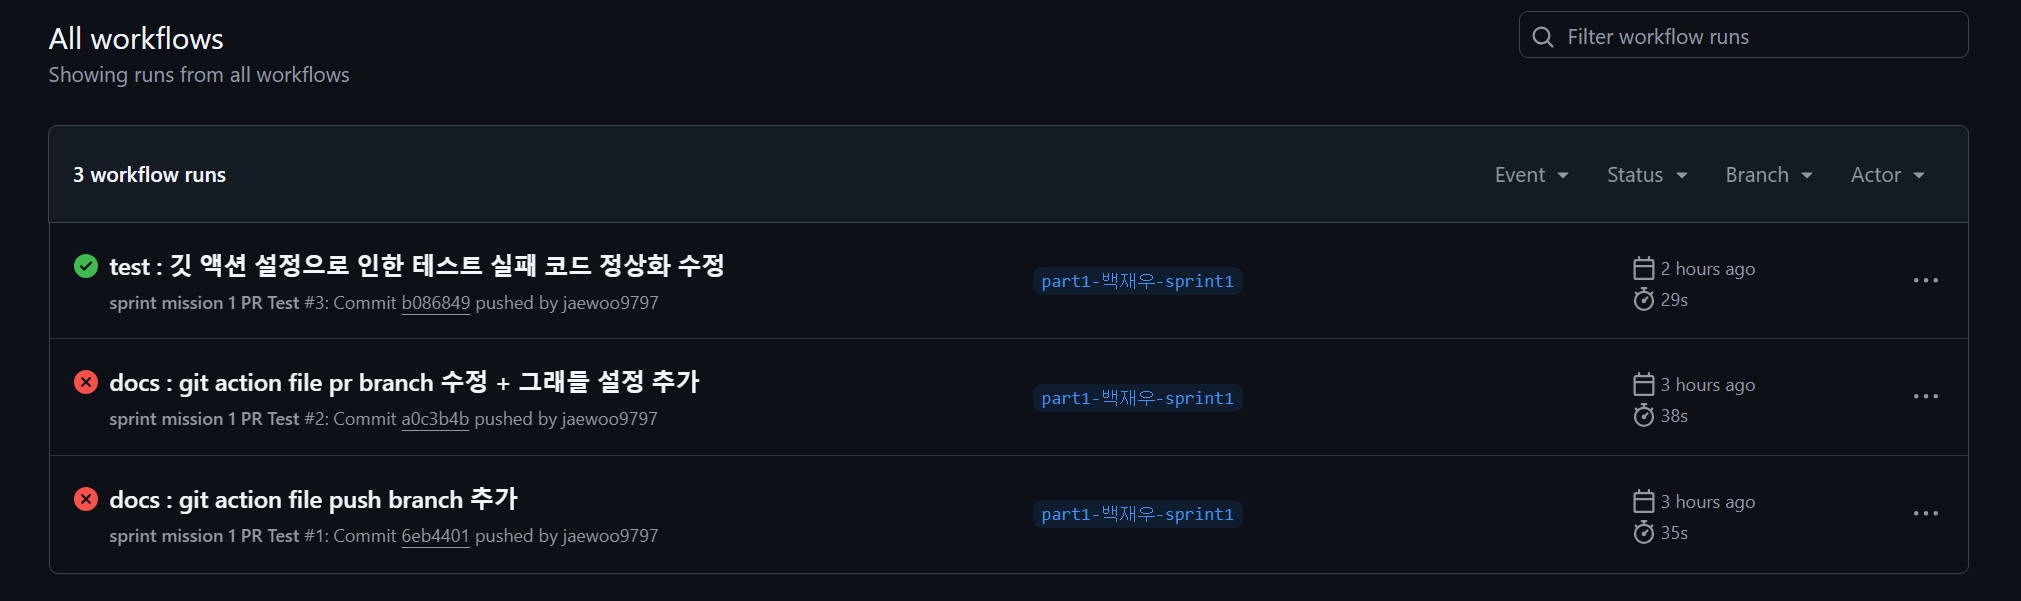 All workflows
Showing runs from all workflows
Filter workflow runs
3 workflow runs
Event
Status
Branch
Actor
test : 깃 액션 설정으로 인한 테스트 실패 코드 정상화 수정
sprint mission 1 PR Test #3: Commit b086849 pushed by jaewoo9797
part1-백재우-sprint1
2 hours ago
29s
docs : git action file pr branch 수정 + 그래들 설정 추가
sprint mission 1 PR Test #2: Commit a0c3b4b pushed by jaewoo9797
part1-백재우-sprint1
3 hours ago
38s
docs : git action file push branch 추가
sprint mission 1 PR Test #1: Commit 6eb4401 pushed by jaewoo9797
part1-백재우-sprint1
3 hours ago
35s